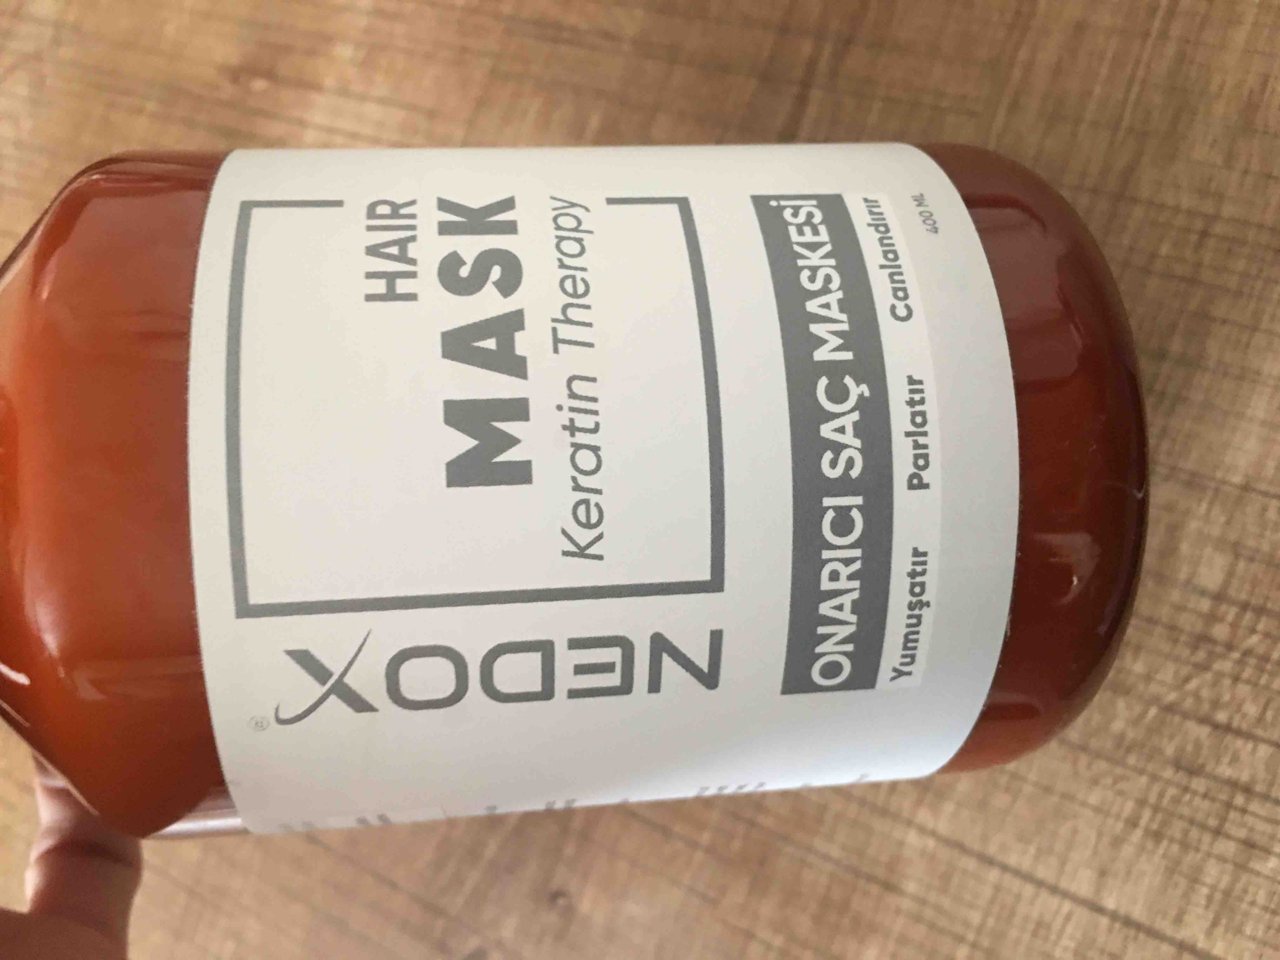 HAIR
MASK
Keratin Therapy
NEDOX®
ONARICI SAÇ MASKESİ
Yumuşatır Parlatır Canlandırır
400 ML